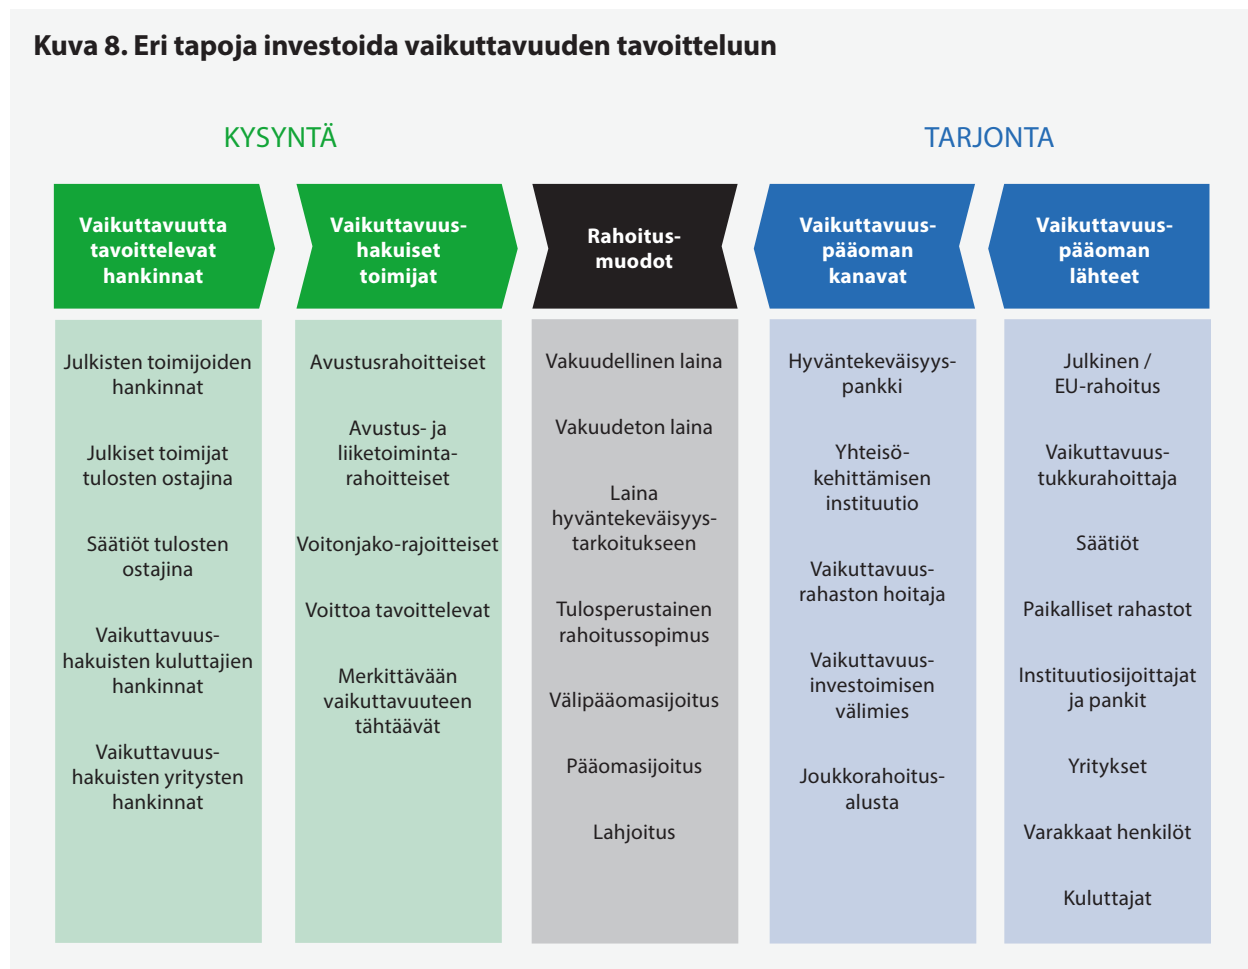 Kuva 8. Eri tapoja investoida vaikuttavuuden tavoitteluun
KYSYNTÄ
TARJONTA
Vaikuttavuutta
tavoittelevat
hankinnat
Julkisten toimijoiden
hankinnat
Julkiset toimijat
tulosten ostajina
Säätiöt tulosten
ostajina
Vaikuttavuus-
hakuisten kuluttajien
hankinnat
Vaikuttavuus-
hakuisten yritysten
hankinnat
Vaikuttavuus-
hakuiset
toimijat
Avustusrahoitteiset
Avustus- ja
liiketoiminta-
rahoitteiset
Voitonjako-rajoitteiset
Voittoa tavoittelevat
Merkittävään
vaikuttavuuteen
tähtäävät
Rahoitus-
muodot
Vakuudellinen laina
Vakuudeton laina
Laina
hyväntekeväisyys-
tarkoitukseen
Tulosperustainen
rahoitussopimus
Välipääomasijoitus
Pääomasijoitus
Lahjoitus
Vaikuttavuus-
pääoman
kanavat
Hyväntekeväisyys-
pankki
Yhteisö-
kehittämisen
instituutio
Vaikuttavuus-
rahaston hoitaja
Vaikuttavuus-
investoimisen
välimies
Joukkorahoitus-
alusta
Vaikuttavuus-
pääoman
lähteet
Julkinen /
EU-rahoitus
Vaikuttavuus-
tukkurahoittaja
Säätiöt
Paikalliset rahastot
Instituutiosijoittajat
ja pankit
Yritykset
Varakkaat henkilöt
Kuluttajat